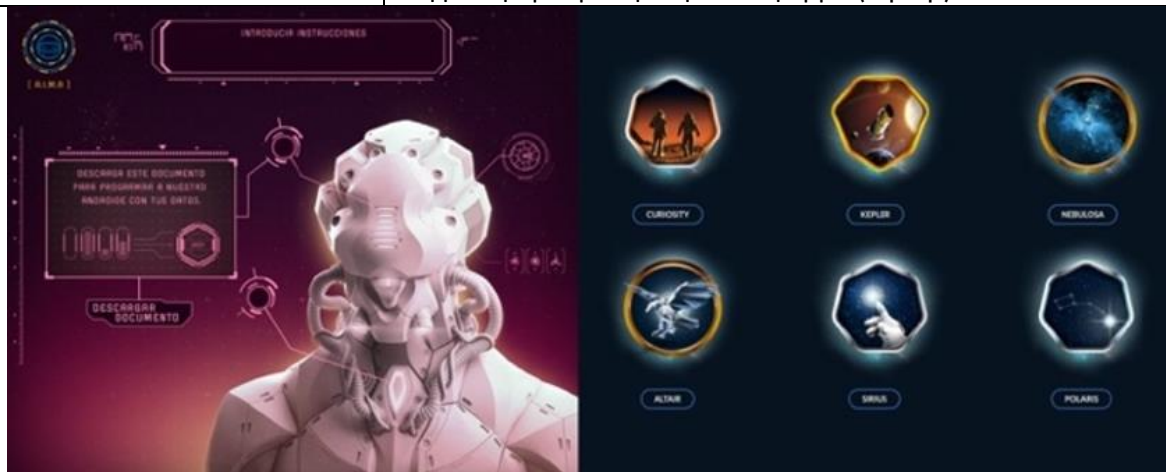 [ A.L.M.A ]
INTRODUCIR INSTRUCCIONES
DESCARGA ESTE DOCUMENTO
PARA PROGRAMAR A NUESTRO
ANDROIDE CON TUS DATOS.
DESCARGAR
DOCUMENTO
CURIOSITY
KEPLER
NEBULOSA
ALTAIR
SIRIUS
POLARIS